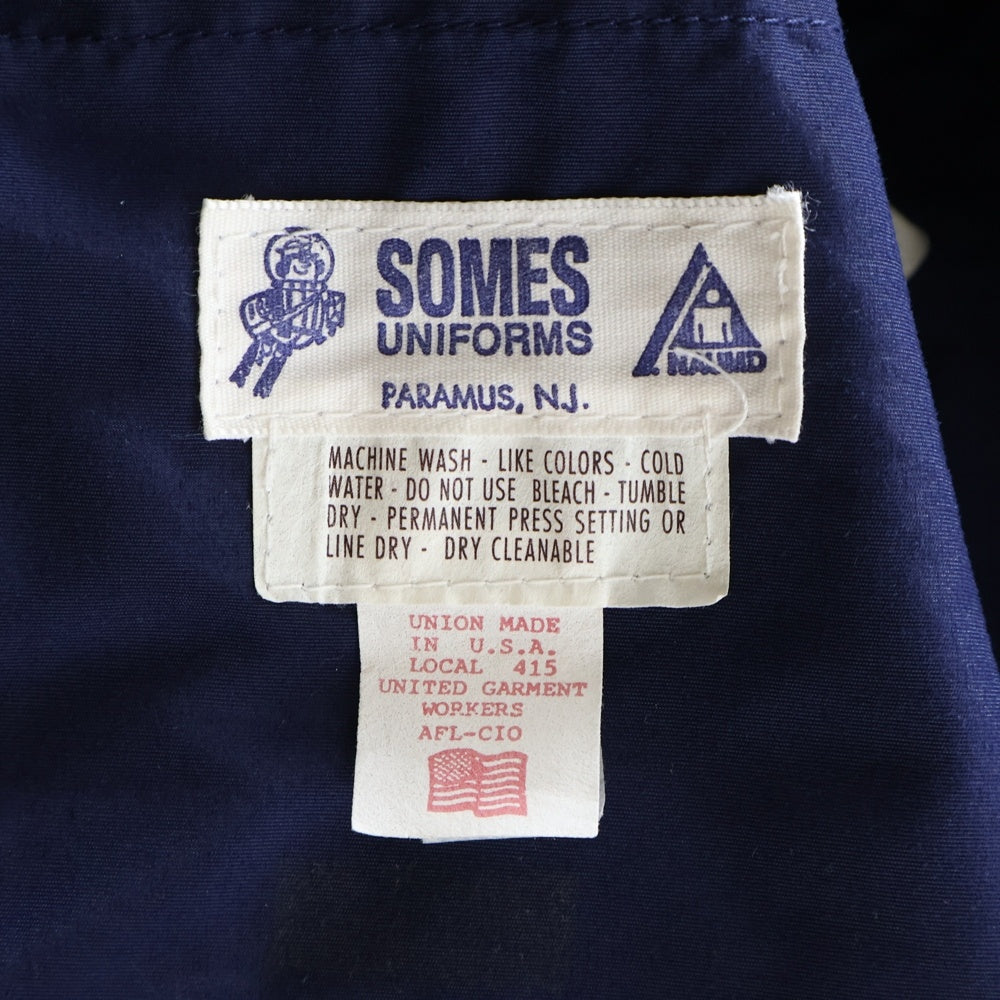 SOMES
UNIFORMS
PARAMUS, N.J.
NAUMD
MACHINE WASH - LIKE COLORS - COLD
WATER - DO NOT USE BLEACH - TUMBLE
DRY - PERMANENT PRESS SETTING OR
LINE DRY - DRY CLEANABLE
UNION MADE
IN U.S.A.
LOCAL 415
UNITED GARMENT
WORKERS
AFL-CIO